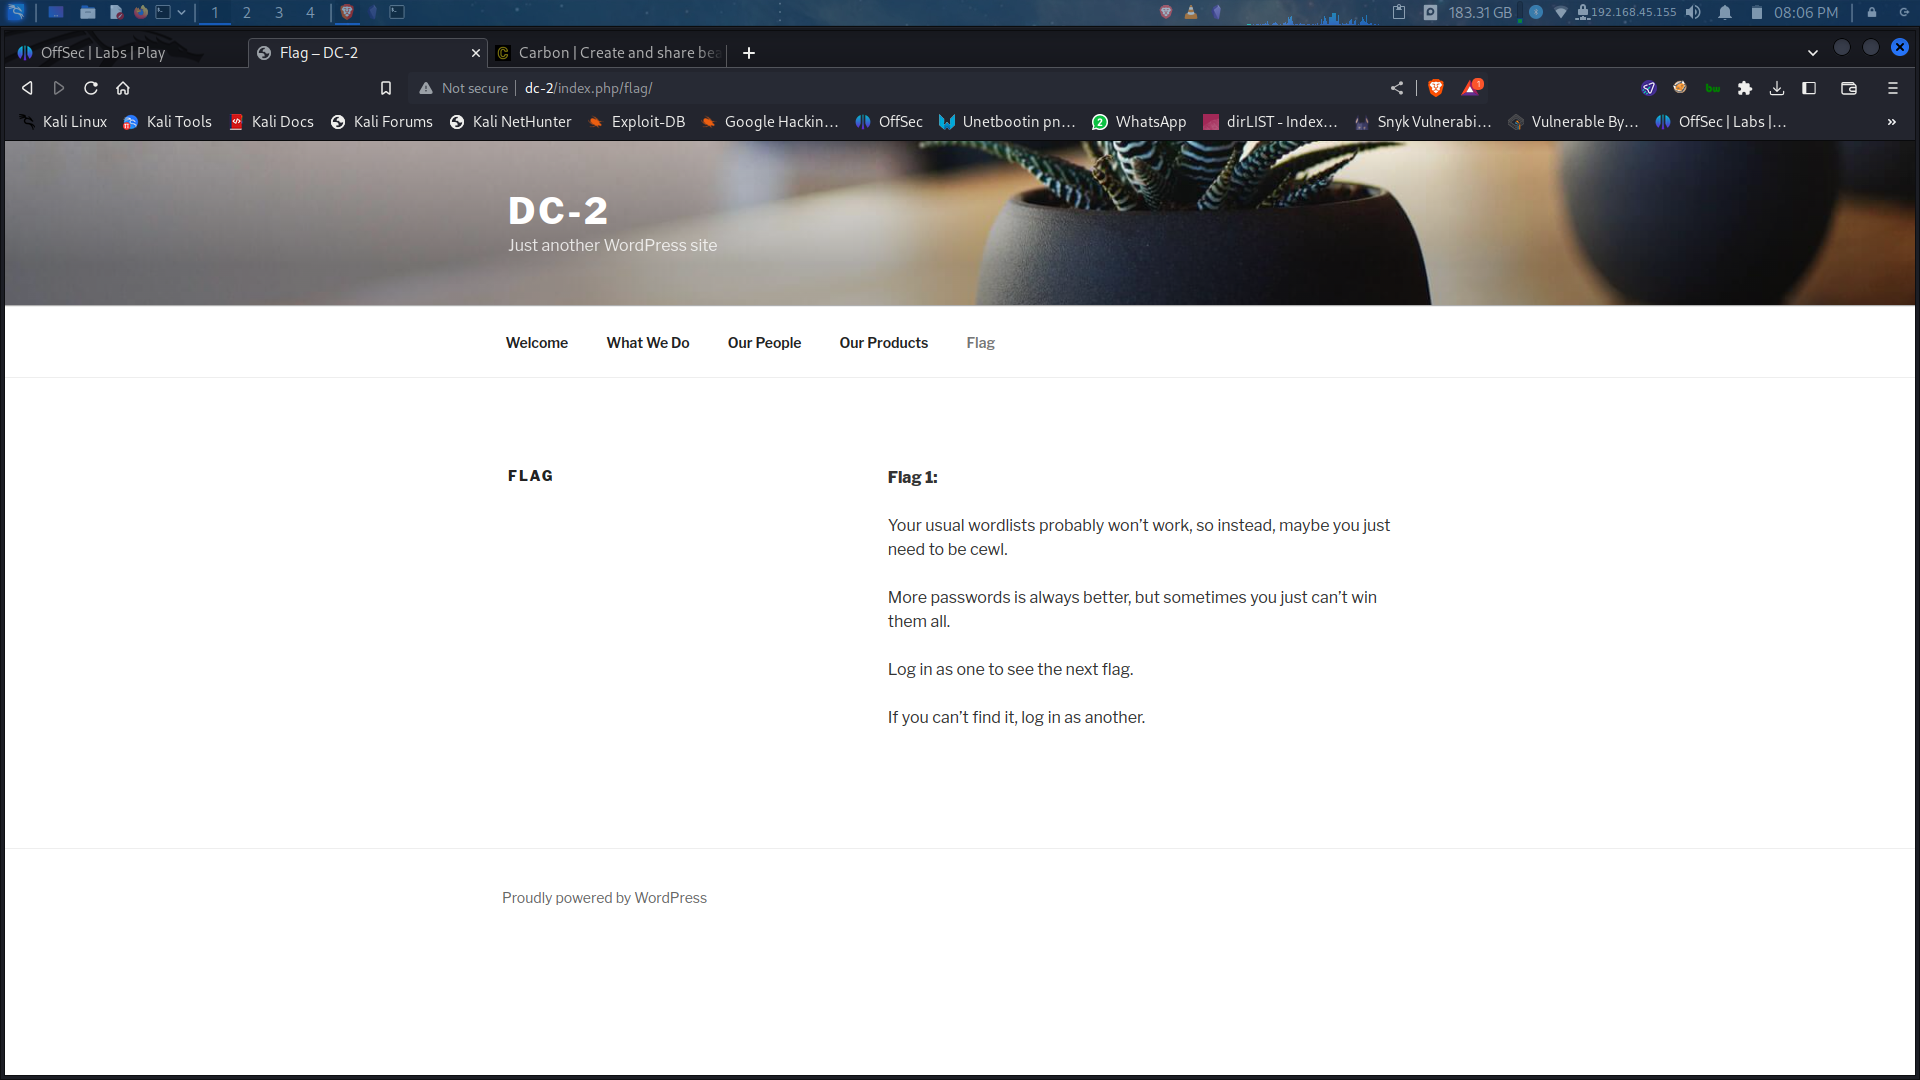 1 2 3 4 183.31 GB 192.168.45.155 08:06 PM
OffSec | Labs | Play Flag – DC-2 Carbon | Create and share bea
Not secure dc-2/index.php/flag/ 1
Kali Linux Kali Tools Kali Docs Kali Forums Kali NetHunter Exploit-DB Google Hackin... OffSec Unetbootin pn... 2 WhatsApp dirLIST - Index... Snyk Vulnerabi... Vulnerable By... OffSec | Labs |... »
DC-2
Just another WordPress site
Welcome What We Do Our People Our Products Flag
FLAG
Flag 1:
Your usual wordlists probably won’t work, so instead, maybe you just
need to be cewl.
More passwords is always better, but sometimes you just can’t win
them all.
Log in as one to see the next flag.
If you can’t find it, log in as another.
Proudly powered by WordPress